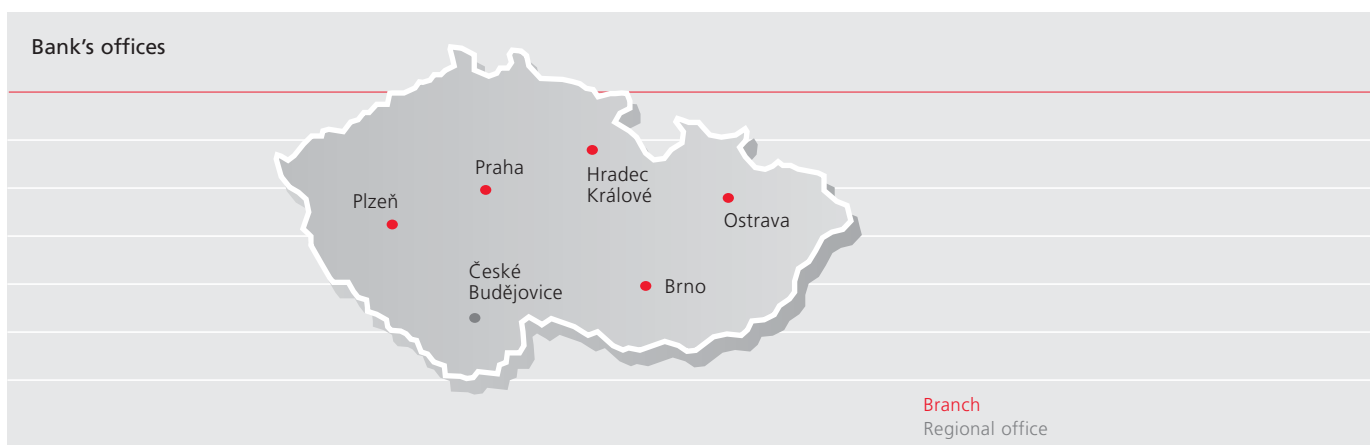 Bank's offices
Praha
Hradec
Králové
Plzeň
Ostrava
České
Budějovice
Brno
Branch
Regional office